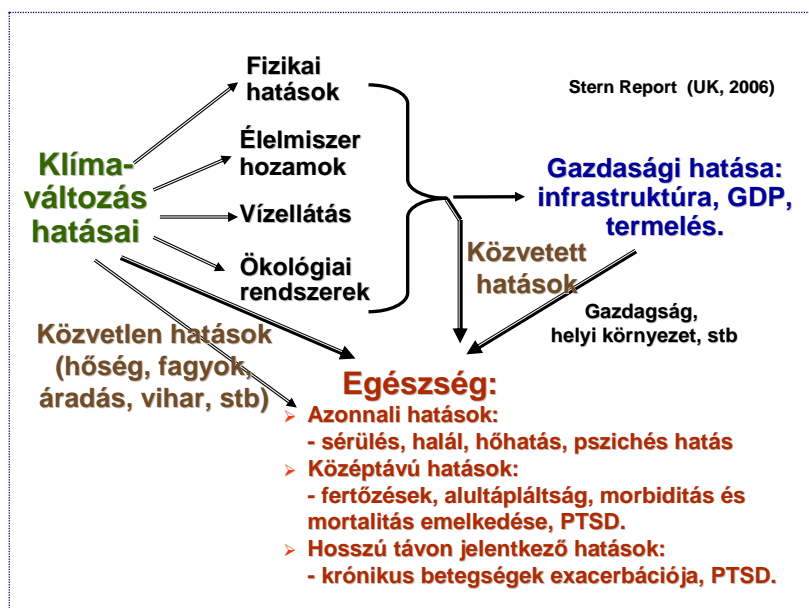 Fizikai
hatások
Stern Report (UK, 2006)
Élelmiszer
hozamok
Klíma-
változás
hatásai
Gazdasági hatása:
infrastruktúra, GDP,
termelés.
Vízellátás
Ökológiai
rendszerek
Közvetett
hatások
Gazdagság,
helyi környezet, stb
Közvetlen hatások
(hőség, fagyok,
áradás, vihar, stb)
Egészség:
➢ Azonnali hatások:
- sérülés, halál, hőhatás, pszichés hatás
➢ Középtávú hatások:
- fertőzések, alultápláltság, morbiditás és
mortalitás emelkedése, PTSD.
➢ Hosszú távon jelentkező hatások:
- krónikus betegségek exacerbációja, PTSD.